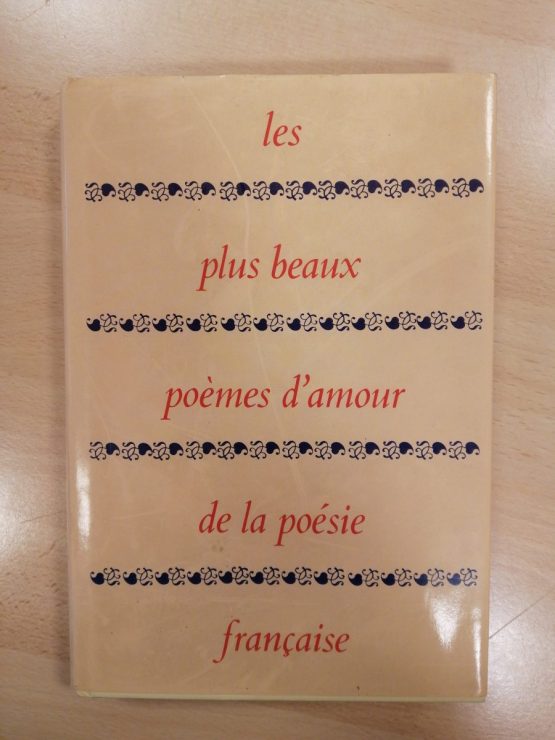 les
plus beaux
poèmes d'amour
de la poésie
française